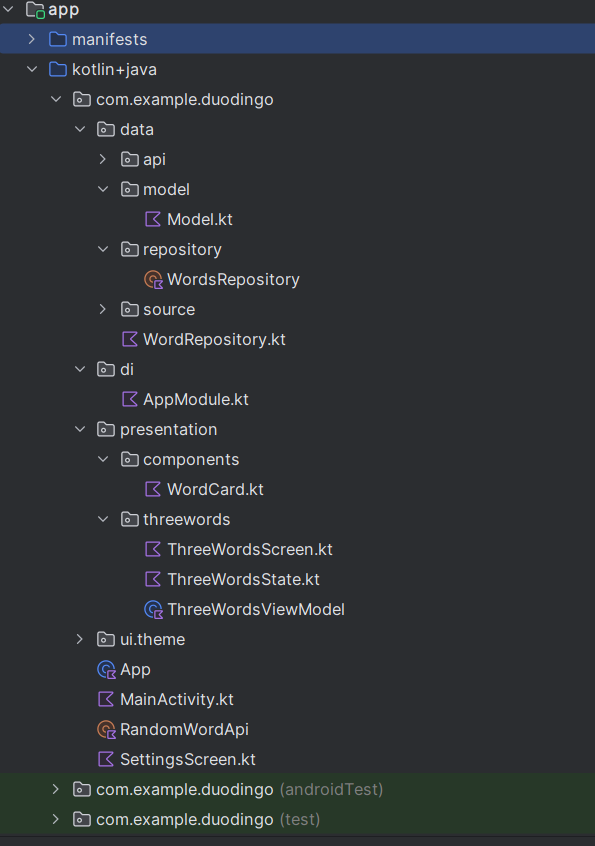 app
manifests
kotlin+java
com.example.duodingo
data
api
model
Model.kt
repository
WordsRepository
source
WordRepository.kt
di
AppModule.kt
presentation
components
WordCard.kt
threewords
ThreeWordsScreen.kt
ThreeWordsState.kt
ThreeWordsViewModel
ui.theme
App
MainActivity.kt
RandomWordApi
SettingsScreen.kt
com.example.duodingo (androidTest)
com.example.duodingo (test)